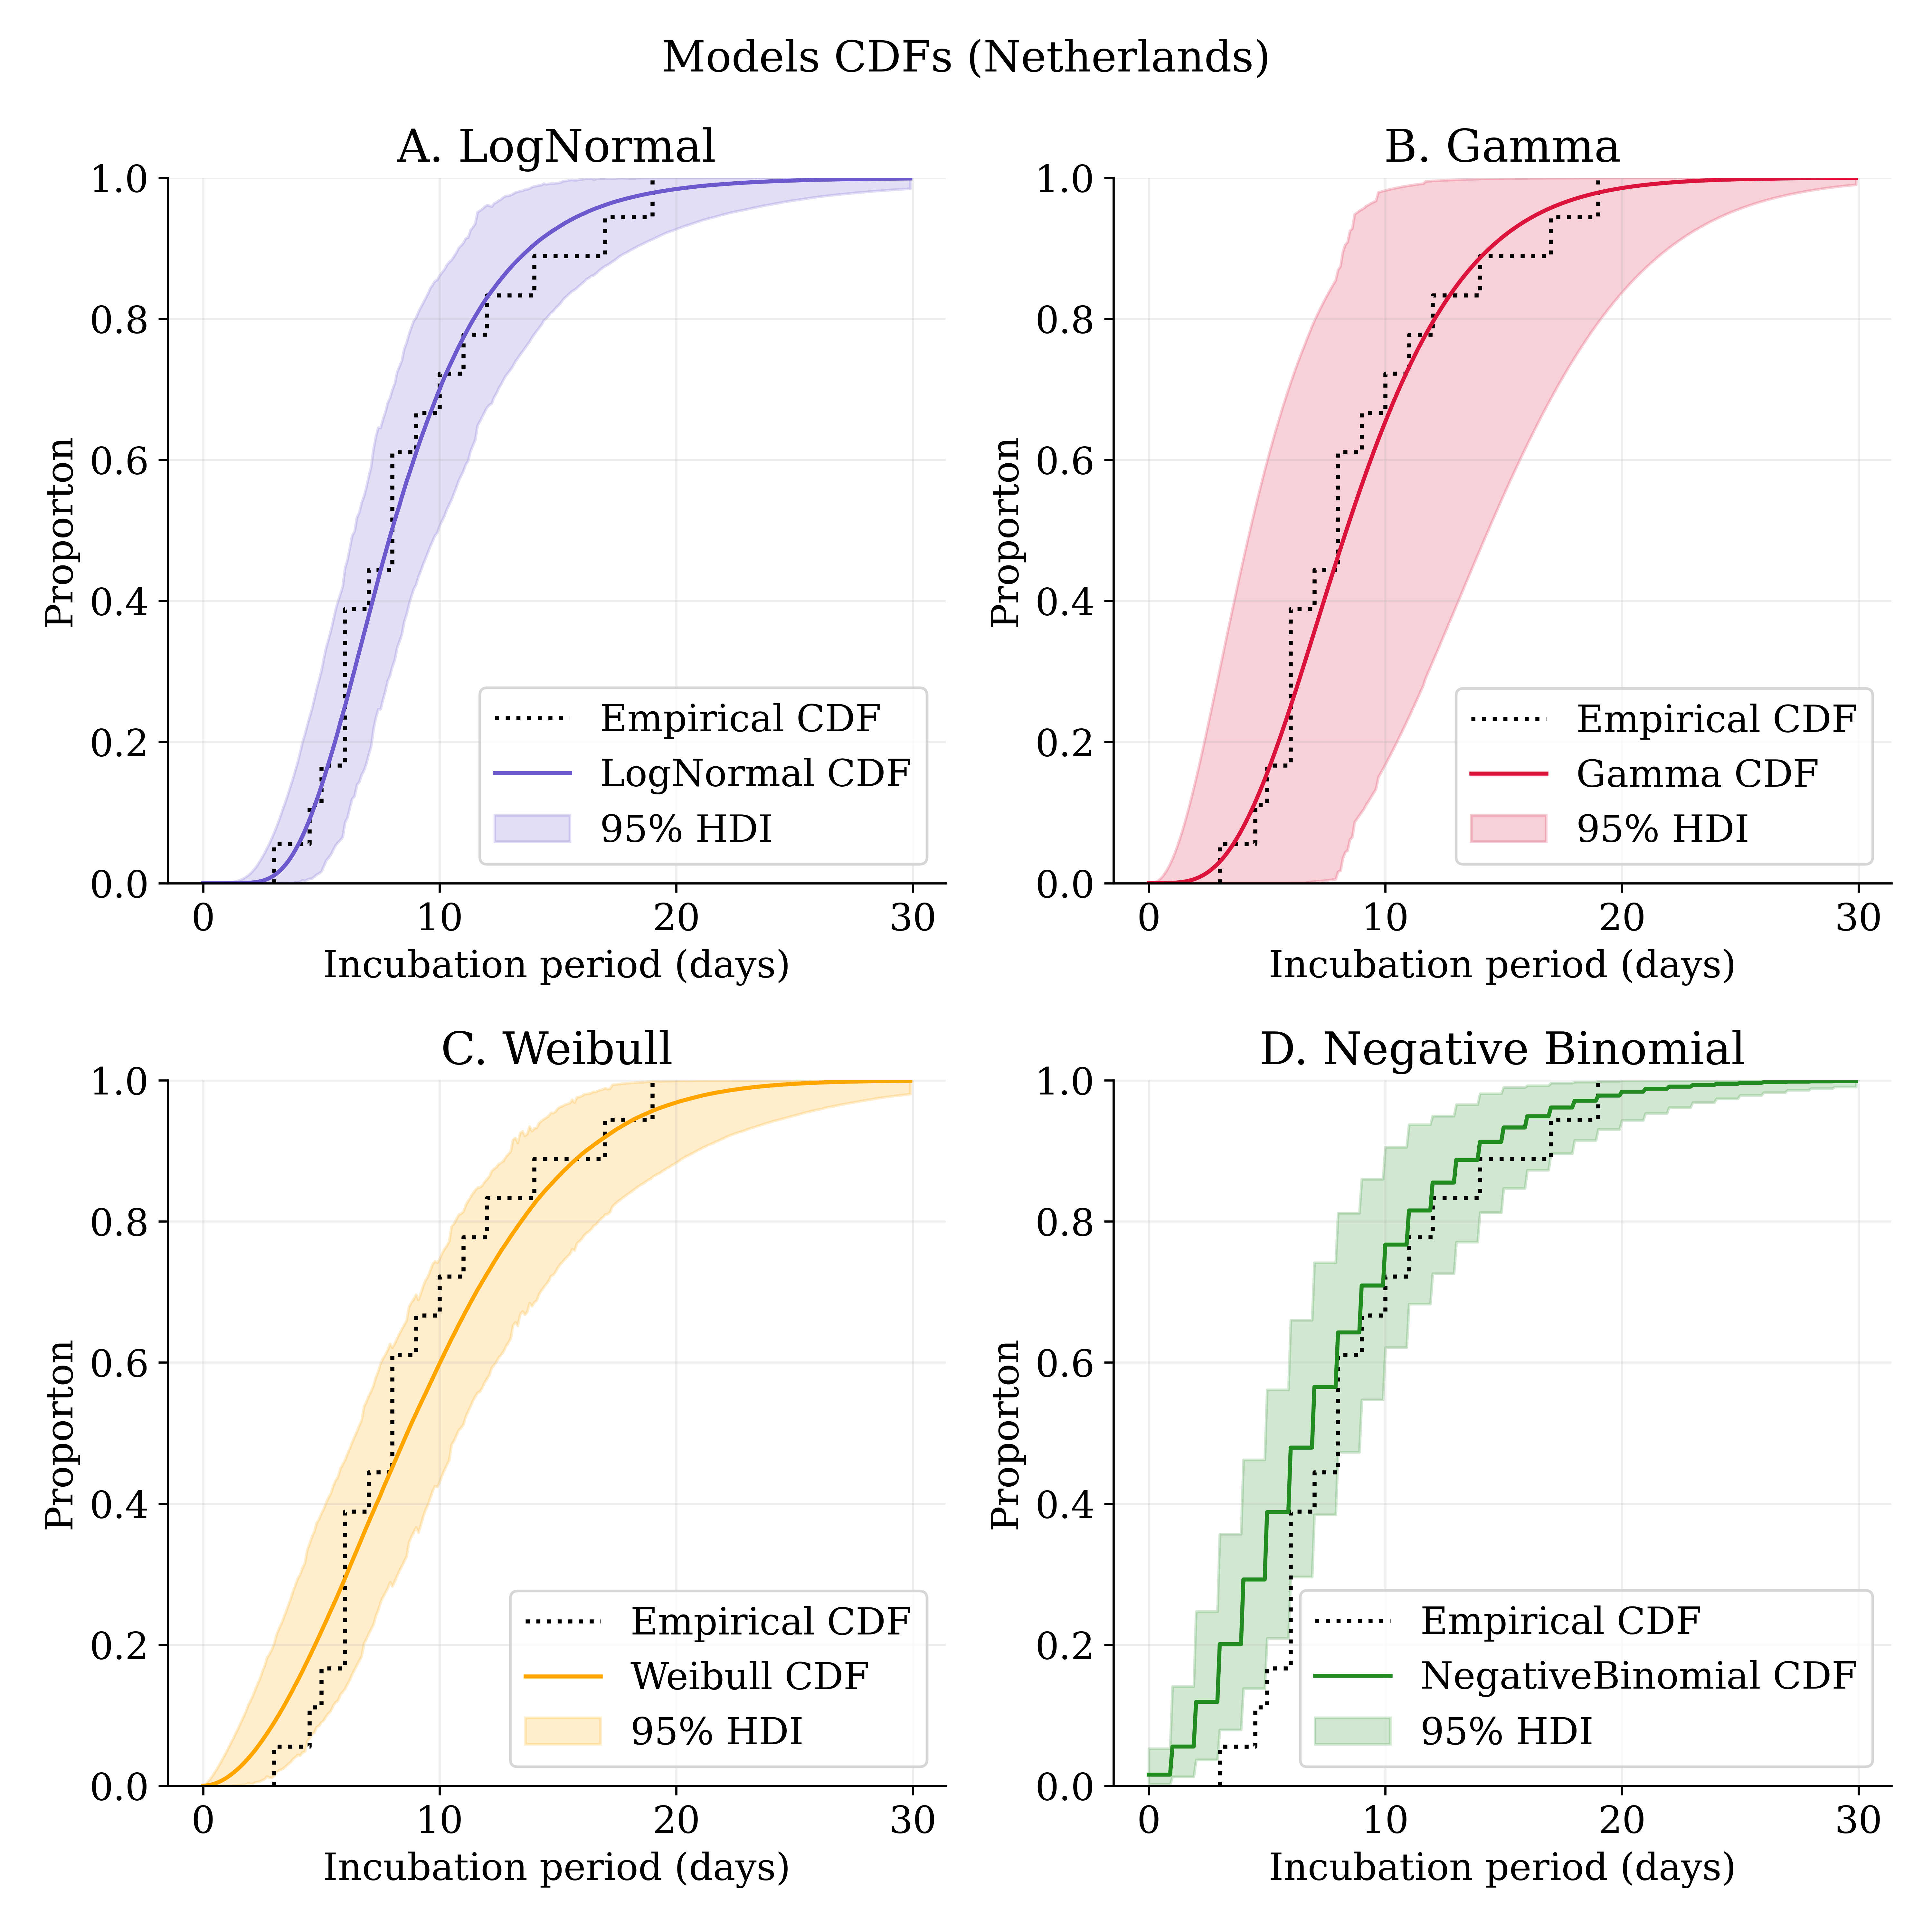 Models CDFs (Netherlands)
A. LogNormal
1.0
0.8
0.6
0.4
0.2
0.0
Proporton
Empirical CDF
LogNormal CDF
95% HDI
0 10 20 30
Incubation period (days)
B. Gamma
1.0
0.8
0.6
0.4
0.2
0.0
Proporton
Empirical CDF
Gamma CDF
95% HDI
0 10 20 30
Incubation period (days)
C. Weibull
1.0
0.8
0.6
0.4
0.2
0.0
Proporton
Empirical CDF
Weibull CDF
95% HDI
0 10 20 30
Incubation period (days)
D. Negative Binomial
1.0
0.8
0.6
0.4
0.2
0.0
Proporton
Empirical CDF
NegativeBinomial CDF
95% HDI
0 10 20 30
Incubation period (days)